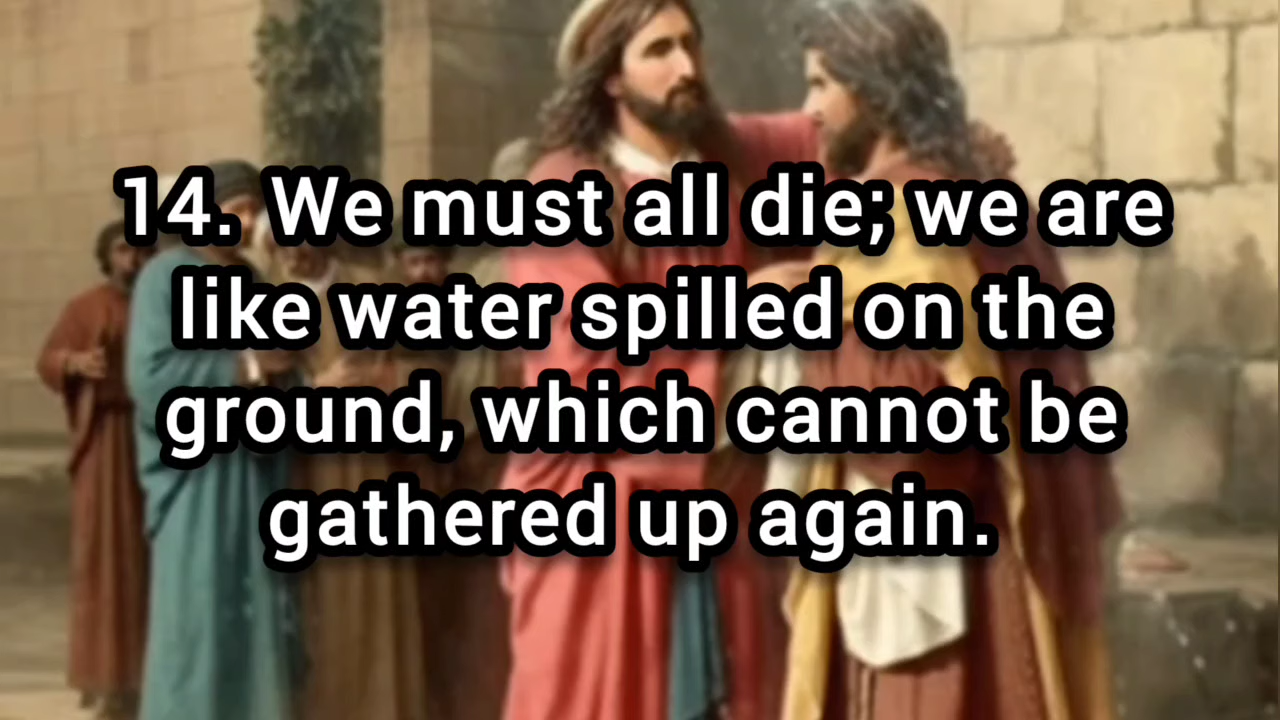 14. We must all die; we are
like water spilled on the
ground, which cannot be
gathered up again.